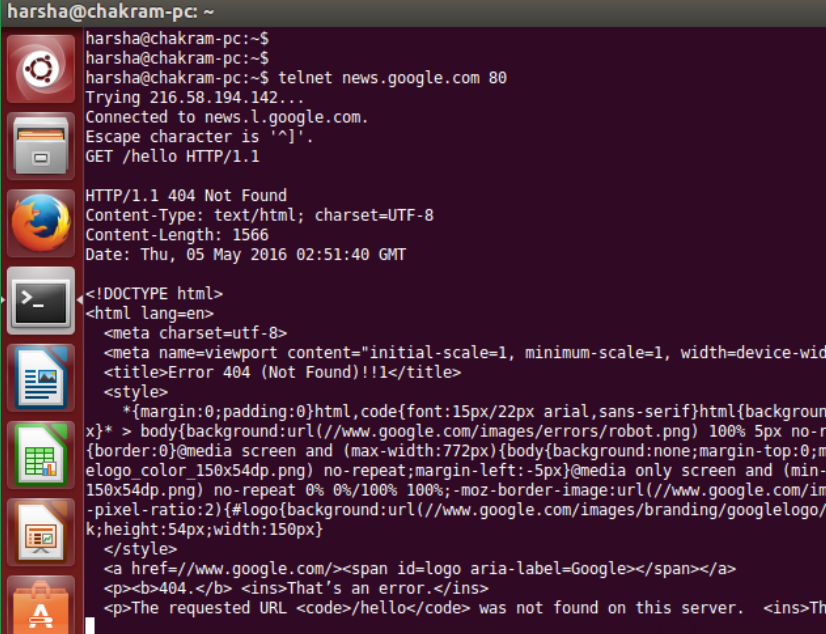 harsha@chakram-pc: ~
harsha@chakram-pc:~$
harsha@chakram-pc:~$
harsha@chakram-pc:~$ telnet news.google.com 80
Trying 216.58.194.142...
Connected to news.l.google.com.
Escape character is '^]'.
GET /hello HTTP/1.1
HTTP/1.1 404 Not Found
Content-Type: text/html; charset=UTF-8
Content-Length: 1566
Date: Thu, 05 May 2016 02:51:40 GMT
<!DOCTYPE html>
<html lang=en>
  <meta charset=utf-8>
  <meta name=viewport content="initial-scale=1, minimum-scale=1, width=device-wid
  <title>Error 404 (Not Found)!!1</title>
  <style>
    *{margin:0;padding:0}html,code{font:15px/22px arial,sans-serif}html{backgroun
x}* > body{background:url(//www.google.com/images/errors/robot.png) 100% 5px no-r
{border:0}@media screen and (max-width:772px){body{background:none;margin-top:0;m
elogo_color_150x54dp.png) no-repeat;margin-left:-5px}@media only screen and (min-
150x54dp.png) no-repeat 0% 0%/100% 100%;-moz-border-image:url(//www.google.com/im
-pixel-ratio:2){#logo{background:url(//www.google.com/images/branding/googlelogo/
k;height:54px;width:150px}
  </style>
  <a href=//www.google.com/><span id=logo aria-label=Google></span></a>
  <p><b>404.</b> <ins>That’s an error.</ins>
  <p>The requested URL <code>/hello</code> was not found on this server.  <ins>Th